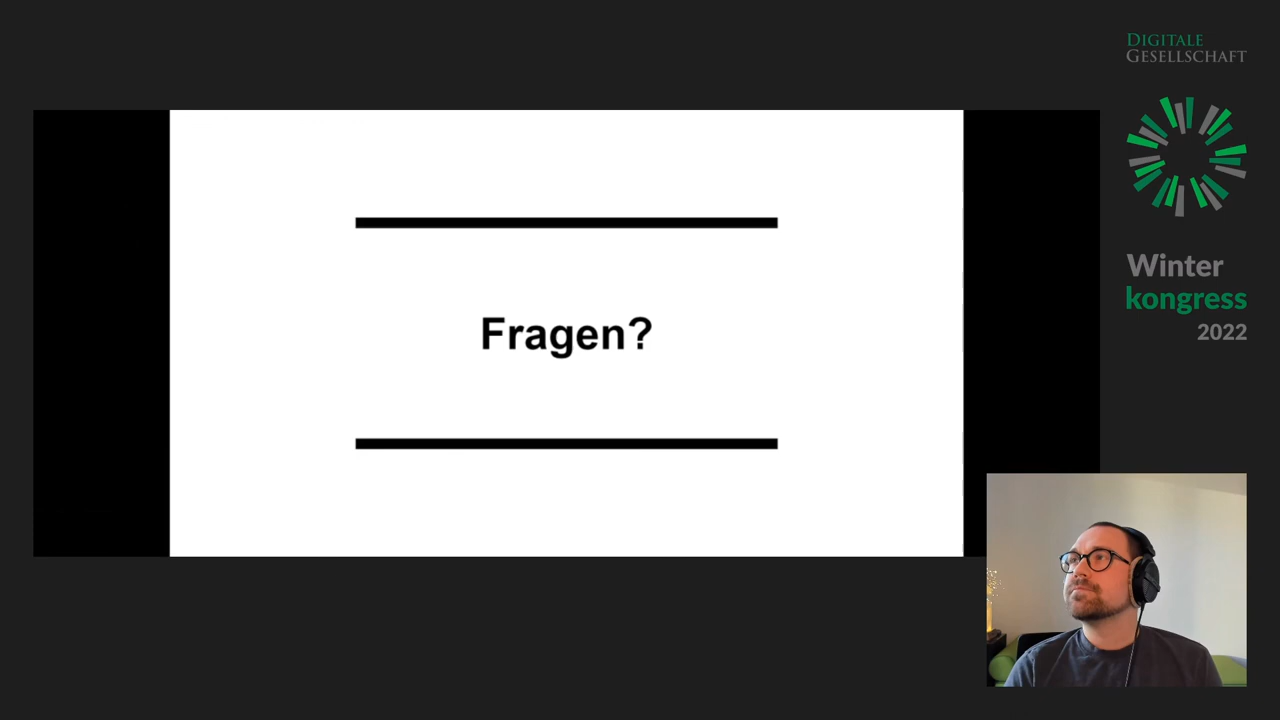 DIGITALE
GESELLSCHAFT
Winter
kongress
2022
Fragen?